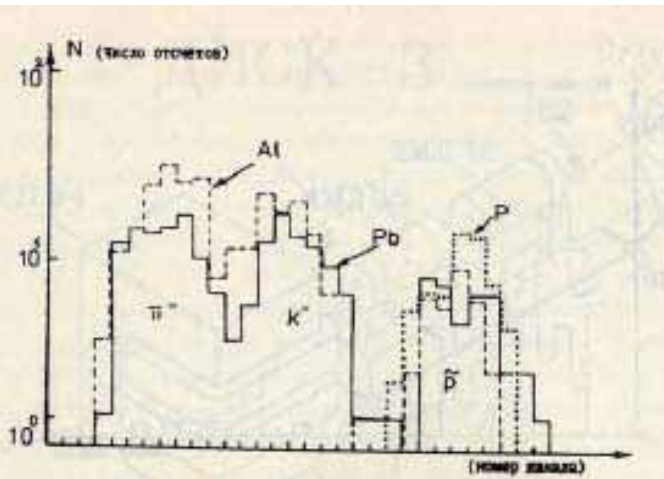 N (Число отсчетов)
10²
Al
10¹
Pb
P
π⁻
k⁻
p̃
10⁰
(номер канала)